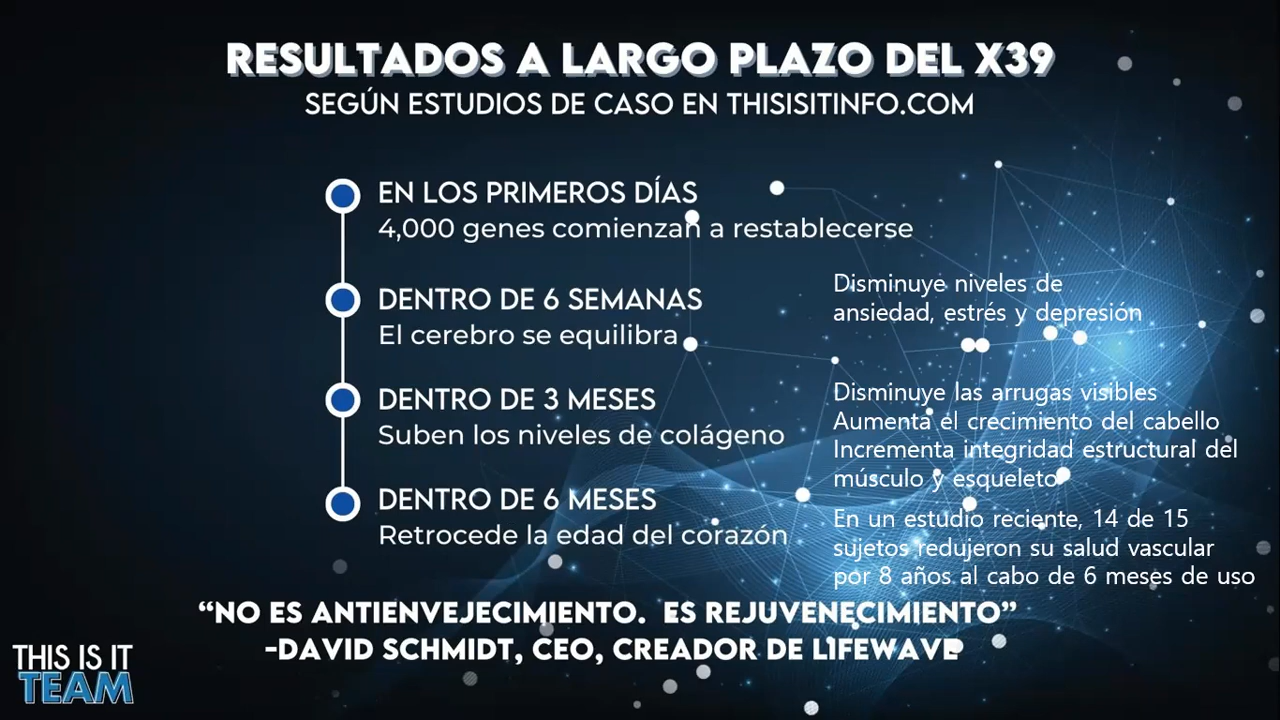 RESULTADOS A LARGO PLAZO DEL X39
SEGÚN ESTUDIOS DE CASO EN THISISITINFO.COM
EN LOS PRIMEROS DÍAS
4,000 genes comienzan a restablecerse
DENTRO DE 6 SEMANAS
El cerebro se equilibra
Disminuye niveles de
ansiedad, estrés y depresión
DENTRO DE 3 MESES
Suben los niveles de colágeno
Disminuye las arrugas visibles
Aumenta el crecimiento del cabello
Incrementa integridad estructural del
músculo y esqueleto
DENTRO DE 6 MESES
Retrocede la edad del corazón
En un estudio reciente, 14 de 15
sujetos redujeron su salud vascular
por 8 años al cabo de 6 meses de uso
“NO ES ANTIENVEJECIMIENTO. ES REJUVENECIMIENTO”
-DAVID SCHMIDT, CEO, CREADOR DE LIFEWAVE
THIS IS IT
TEAM